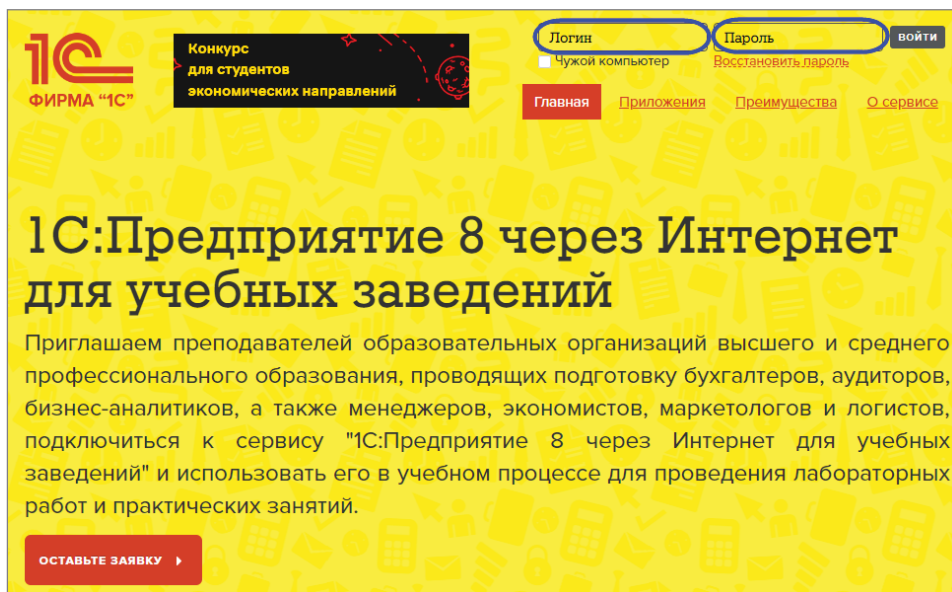 1С
ФИРМА "1С"
Конкурс
для студентов
экономических направлений
Логин
Пароль
ВОЙТИ
Чужой компьютер
Восстановить пароль
Главная
Приложения
Преимущества
О сервисе
1С:Предприятие 8 через Интернет
для учебных заведений
Приглашаем преподавателей образовательных организаций высшего и среднего
профессионального образования, проводящих подготовку бухгалтеров, аудиторов,
бизнес-аналитиков, а также менеджеров, экономистов, маркетологов и логистов,
подключиться к сервису "1С:Предприятие 8 через Интернет для учебных
заведений" и использовать его в учебном процессе для проведения лабораторных
работ и практических занятий.
ОСТАВЬТЕ ЗАЯВКУ